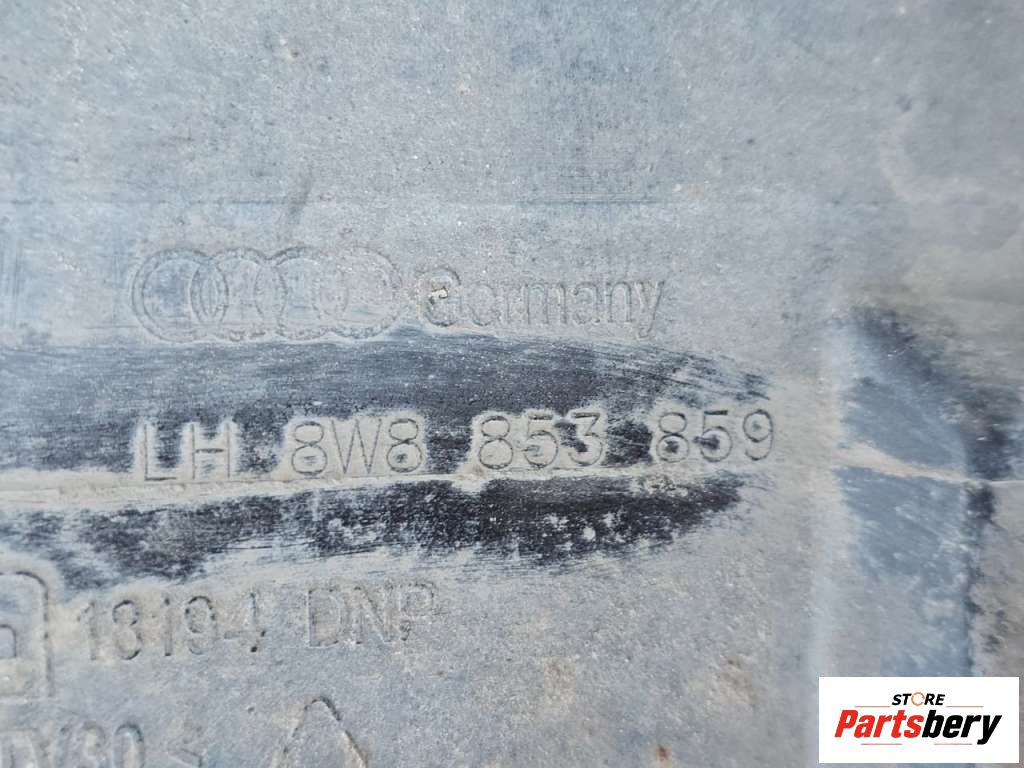 Germany
LH 8W8 853 859
18194 DNP
STORE
Partsbery